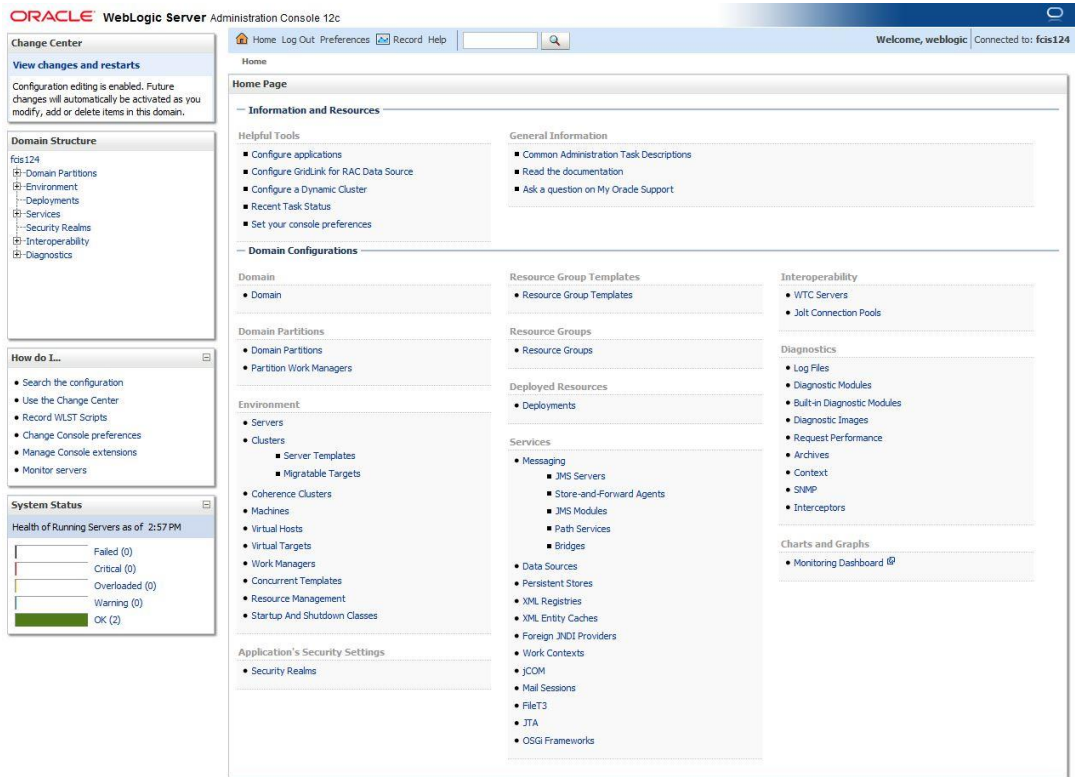 ORACLE WebLogic Server Administration Console 12c
Change Center
View changes and restarts
Configuration editing is enabled. Future
changes will automatically be activated as you
modify, add or delete items in this domain.
Domain Structure
fcis124
Domain Partitions
Environment
Deployments
Services
Security Realms
Interoperability
Diagnostics
How do I...
Search the configuration
Use the Change Center
Record WLST Scripts
Change Console preferences
Manage Console extensions
Monitor servers
System Status
Health of Running Servers as of 2:57 PM
Failed (0)
Critical (0)
Overloaded (0)
Warning (0)
OK (2)
Home Log Out Preferences Record Help
Welcome, weblogic Connected to: fcis124
Home
Home Page
Information and Resources
Helpful Tools
Configure applications
Configure GridLink for RAC Data Source
Configure a Dynamic Cluster
Recent Task Status
Set your console preferences
General Information
Common Administration Task Descriptions
Read the documentation
Ask a question on My Oracle Support
Domain Configurations
Domain
Domain
Domain Partitions
Domain Partitions
Partition Work Managers
Environment
Servers
Clusters
Server Templates
Migratable Targets
Coherence Clusters
Machines
Virtual Hosts
Virtual Targets
Work Managers
Concurrent Templates
Resource Management
Startup And Shutdown Classes
Application's Security Settings
Security Realms
Resource Group Templates
Resource Group Templates
Resource Groups
Resource Groups
Deployed Resources
Deployments
Services
Messaging
JMS Servers
Store-and-Forward Agents
JMS Modules
Path Services
Bridges
Data Sources
Persistent Stores
XML Registries
XML Entity Caches
Foreign JNDI Providers
Work Contexts
jCOM
Mail Sessions
FileT3
JTA
OSGi Frameworks
Interoperability
WTC Servers
Jolt Connection Pools
Diagnostics
Log Files
Diagnostic Modules
Built-in Diagnostic Modules
Diagnostic Images
Request Performance
Archives
Context
SNMP
Interceptors
Charts and Graphs
Monitoring Dashboard